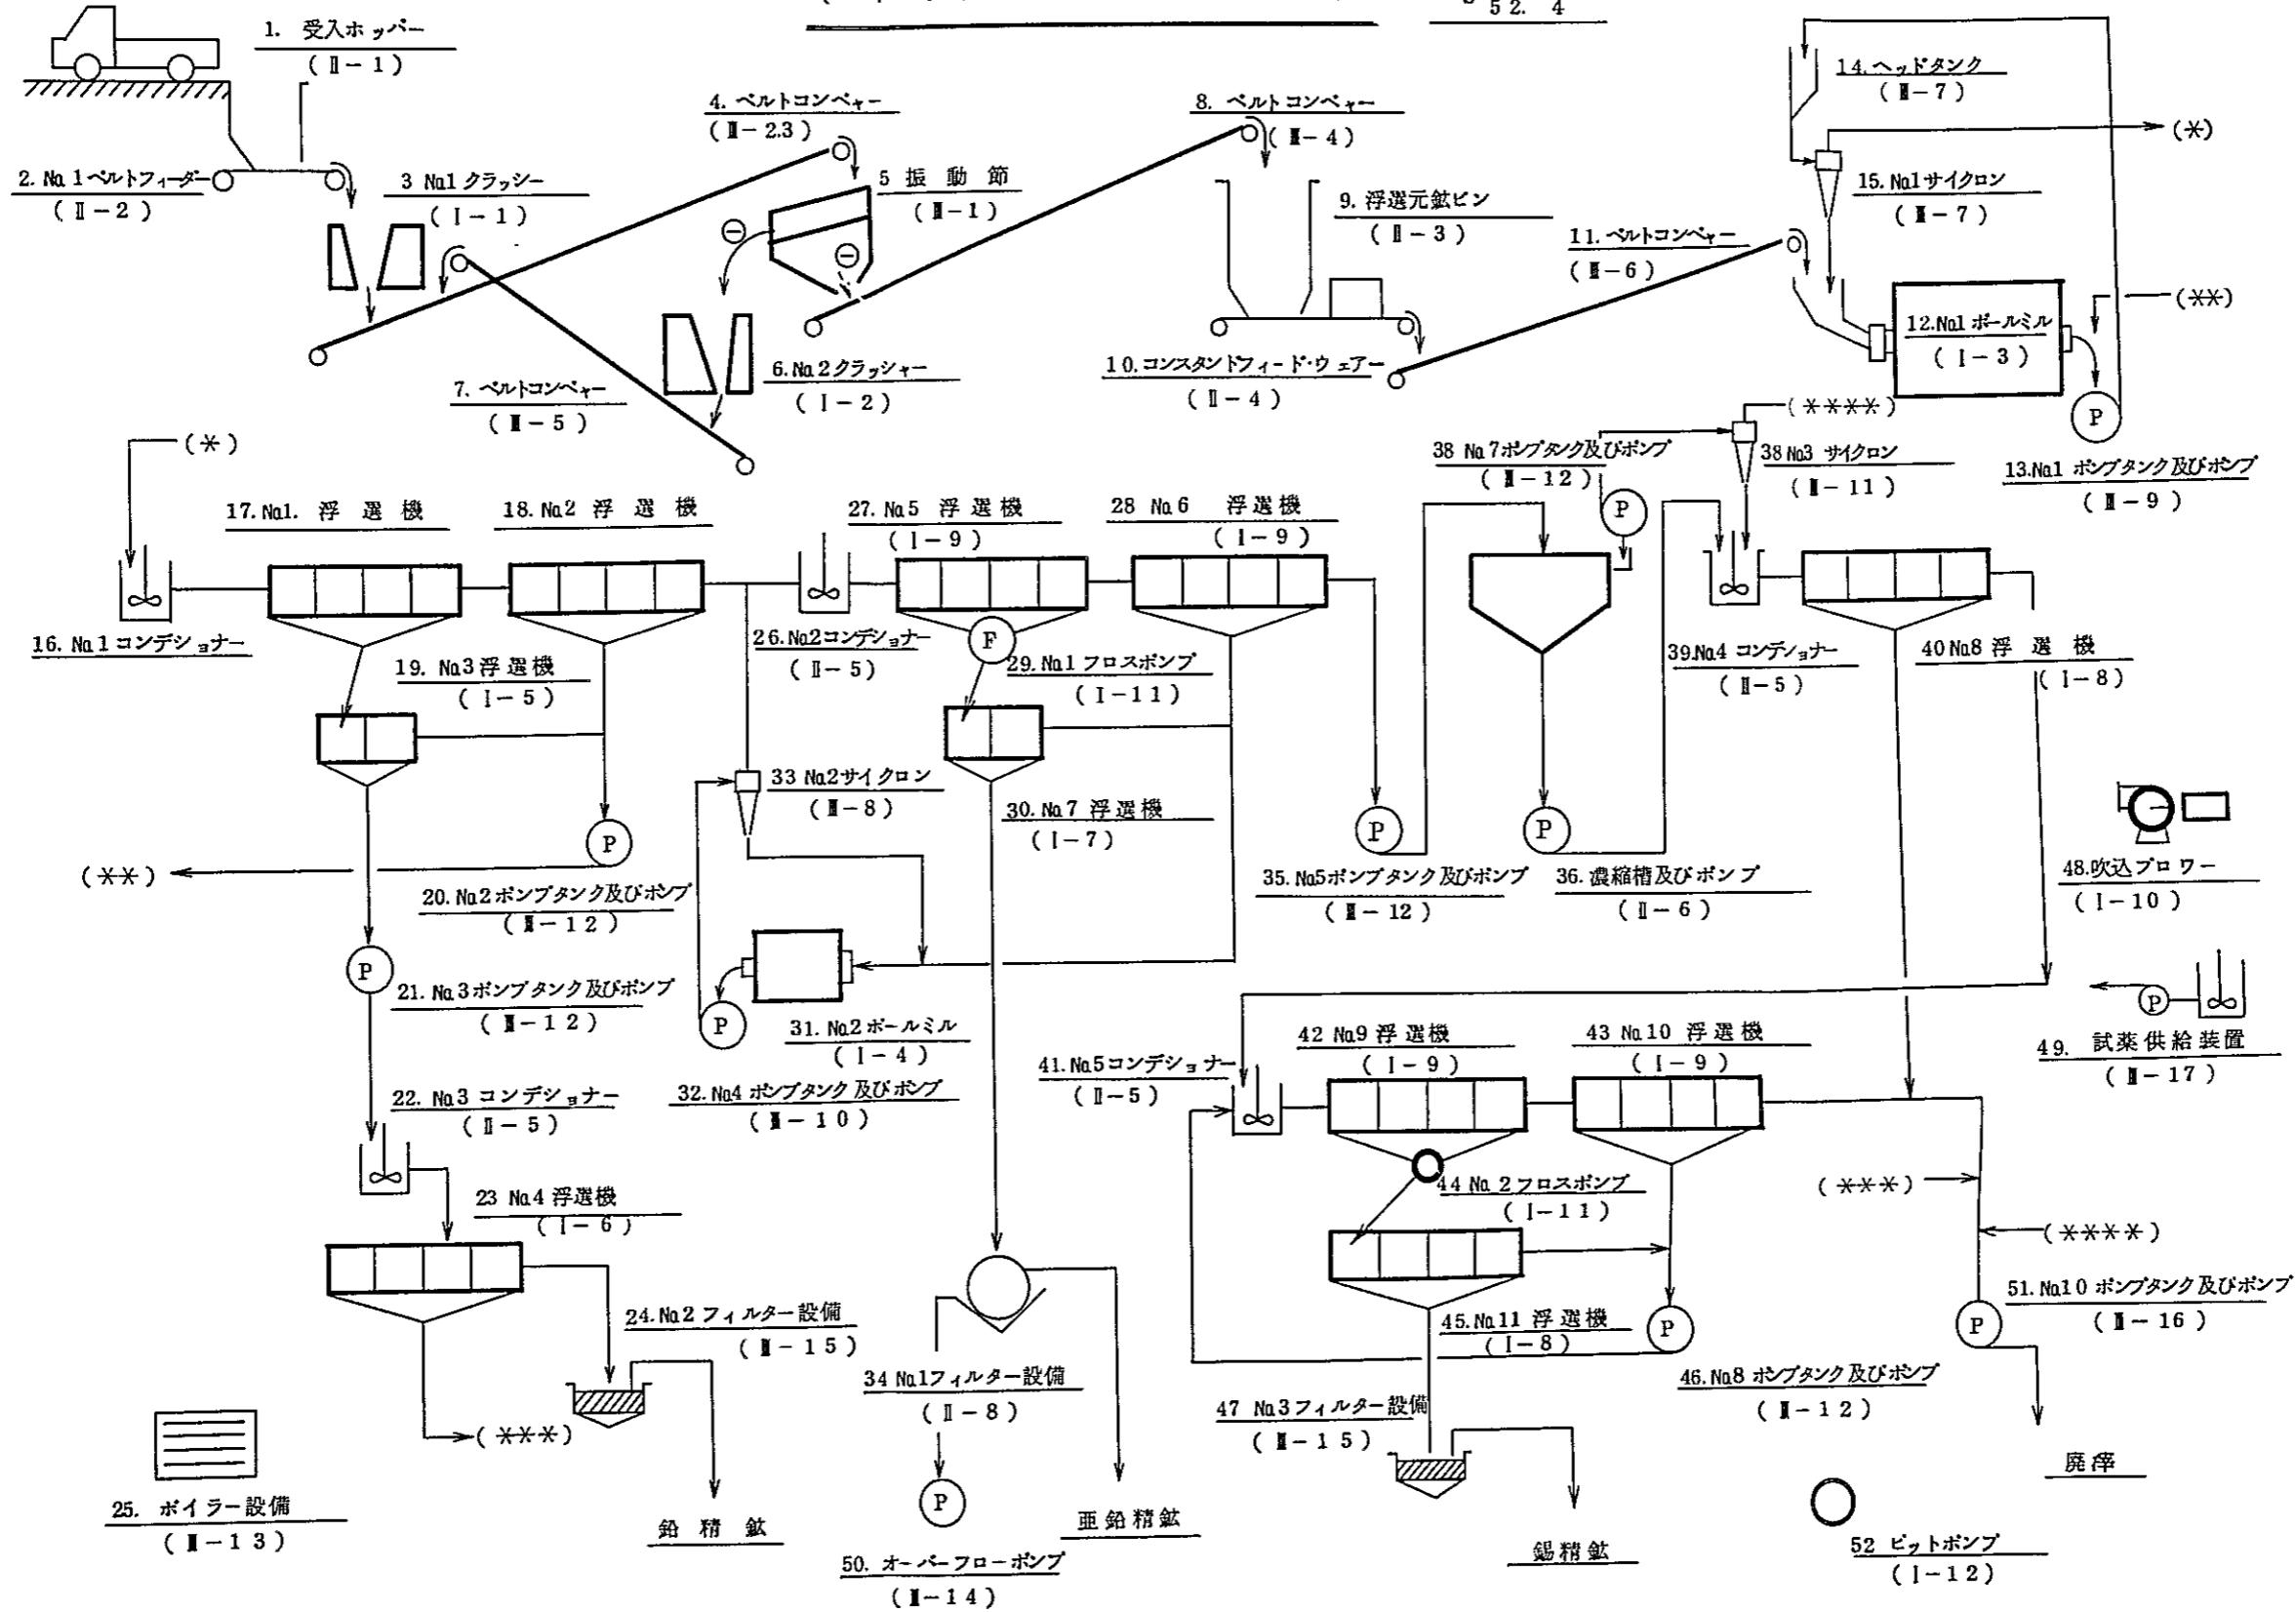 52. 4
1. 受入ホッパー
(Ⅱ-1)
2. №1ベルトフィーダー
(Ⅱ-2)
3 №1クラッシー
(Ⅰ-1)
4. ベルトコンベャー
(Ⅲ-2.3)
5 振動節
(Ⅲ-1)
6. №2クラッシャー
(Ⅰ-2)
7. ベルトコンベャー
(Ⅲ-5)
8. ベルトコンベャー
(Ⅲ-4)
9. 浮選元鉱ビン
(Ⅱ-3)
10. コンスタントフィード・ウェアー
(Ⅱ-4)
11. ベルトコンベャー
(Ⅲ-6)
12. №1ボールミル
(Ⅰ-3)
P
13. №1 ポンプタンク及びポンプ
(Ⅲ-9)
14. ヘッドタンク
(Ⅲ-7)
(*)
15. №1サイクロン
(Ⅲ-7)
(**)
(*)
16. №1コンデショナー
17. №1. 浮選機
18. №2 浮選機
19. №3浮選機
(Ⅰ-5)
P
(**)
20. №2ポンプタンク及びポンプ
(Ⅲ-12)
P
21. №3ポンプタンク及びポンプ
(Ⅲ-12)
22. №3 コンデショナー
(Ⅱ-5)
23 №4 浮選機
(Ⅰ-6)
24. №2フィルター設備
(Ⅲ-15)
(***)
25. ボイラー設備
(Ⅲ-13)
鉛精鉱
26. №2コンデショナー
(Ⅱ-5)
27. №5 浮選機
(Ⅰ-9)
28 №6 浮選機
(Ⅰ-9)
F
29. №1フロスポンプ
(Ⅰ-11)
30. №7 浮選機
(Ⅰ-7)
31. №2ボールミル
(Ⅰ-4)
P
32. №4 ポンプタンク及びポンプ
(Ⅲ-10)
33 №2サイクロン
(Ⅲ-8)
34 №1フィルター設備
(Ⅱ-8)
P
50. オーバーフローポンプ
(Ⅲ-14)
亜鉛精鉱
P
35. №5ポンプタンク及びポンプ
(Ⅲ-12)
P
36. 濃縮槽及びポンプ
(Ⅱ-6)
38 №7ポンプタンク及びポンプ
(Ⅲ-12)
P
(****)
38 №3 サイクロン
(Ⅲ-11)
39. №4 コンデショナー
(Ⅱ-5)
40 №8 浮選機
(Ⅰ-8)
41. №5コンデショナー
(Ⅱ-5)
42 №9 浮選機
(Ⅰ-9)
43 №10 浮選機
(Ⅰ-9)
44 №2フロスポンプ
(Ⅰ-11)
45. №11 浮選機
(Ⅰ-8)
P
46. №8 ポンプタンク及びポンプ
(Ⅲ-12)
47 №3フィルター設備
(Ⅲ-15)
錫精鉱
48. 吹込ブロワー
(Ⅰ-10)
P
49. 試薬供給装置
(Ⅲ-17)
(***)
(****)
51. №10 ポンプタンク及びポンプ
(Ⅲ-16)
P
廃滓
52 ピットポンプ
(Ⅰ-12)